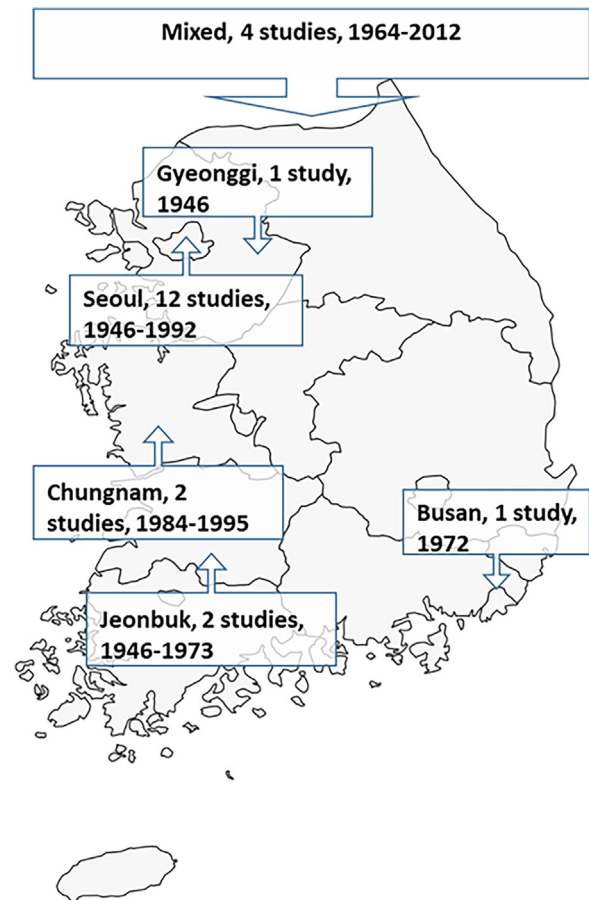 Mixed, 4 studies, 1964-2012
Gyeonggi, 1 study,
1946
Seoul, 12 studies,
1946-1992
Chungnam, 2
studies, 1984-1995
Busan, 1 study,
1972
Jeonbuk, 2 studies,
1946-1973